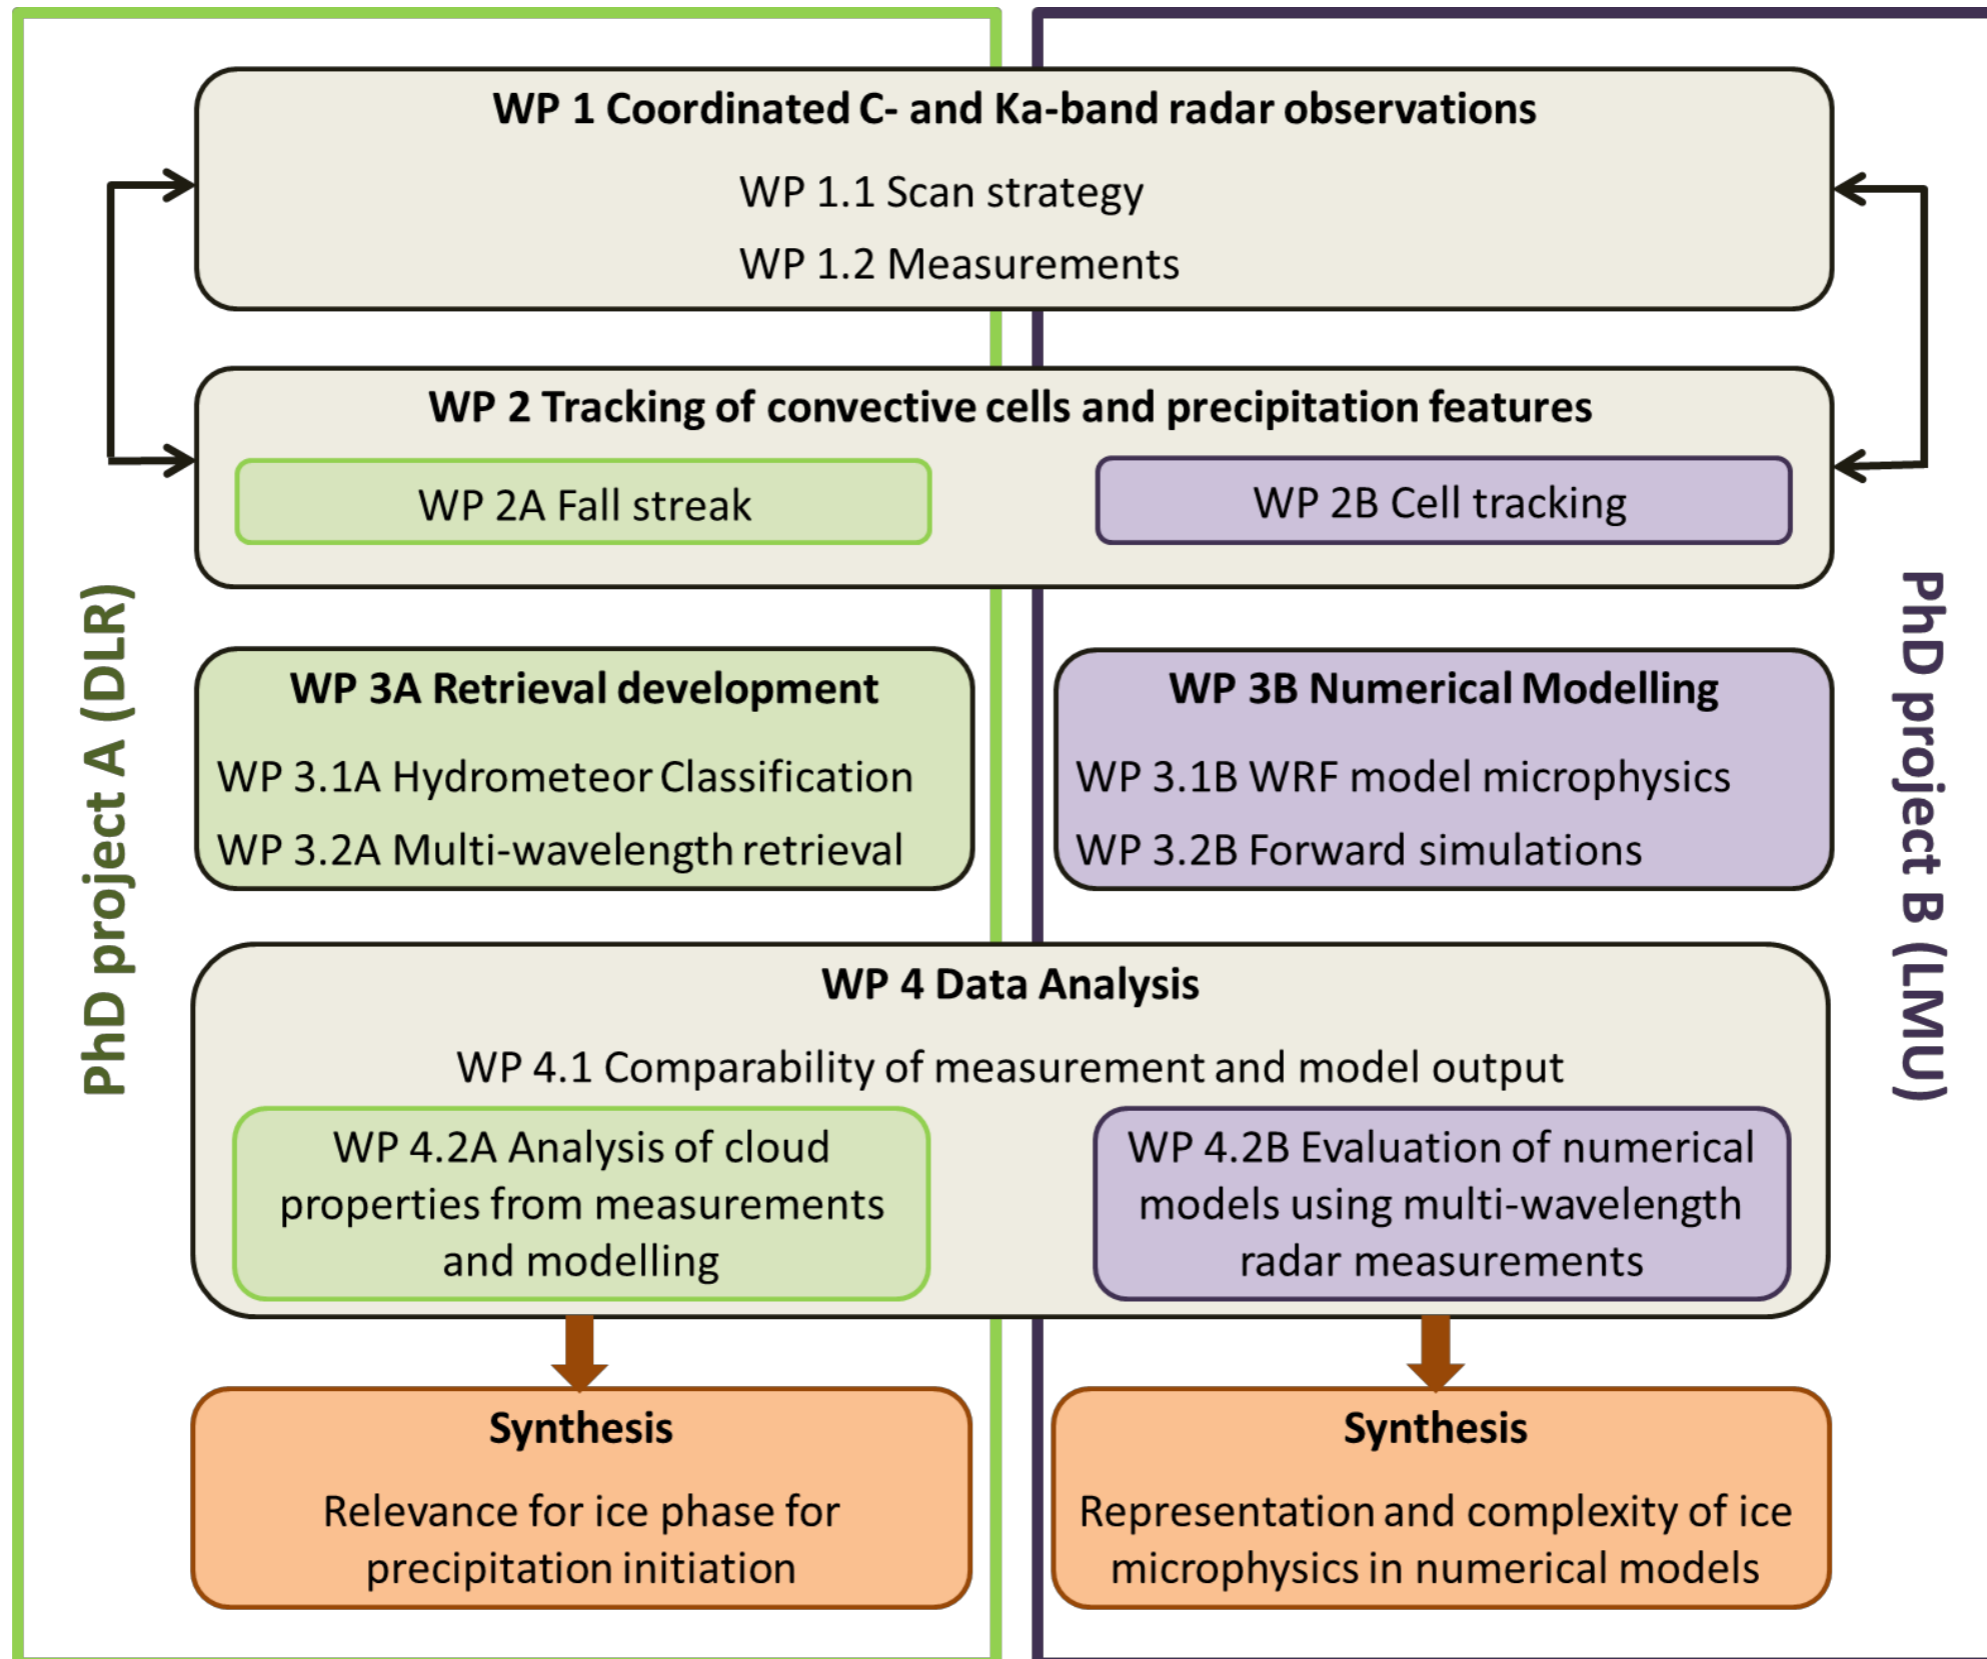 WP 1 Coordinated C- and Ka-band radar observations
WP 1.1 Scan strategy
WP 1.2 Measurements
WP 2 Tracking of convective cells and precipitation features
WP 2A Fall streak
WP 2B Cell tracking
PhD project A (DLR)
PhD project B (LMU)
WP 3A Retrieval development
WP 3.1A Hydrometeor Classification
WP 3.2A Multi-wavelength retrieval
WP 3B Numerical Modelling
WP 3.1B WRF model microphysics
WP 3.2B Forward simulations
WP 4 Data Analysis
WP 4.1 Comparability of measurement and model output
WP 4.2A Analysis of cloud
properties from measurements
and modelling
WP 4.2B Evaluation of numerical
models using multi-wavelength
radar measurements
Synthesis
Relevance for ice phase for
precipitation initiation
Synthesis
Representation and complexity of ice
microphysics in numerical models